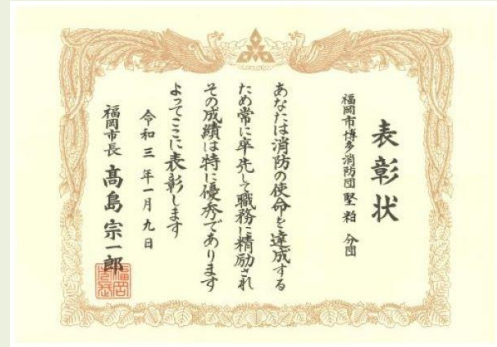 表彰状
福岡市博多消防団堅粕分団
あなたは消防の使命を達成する
ため常に卒先して職務に精励され
その成績は特に優秀であります
よってここに表彰します
令和三年一月九日
福岡市長 髙島宗一郎